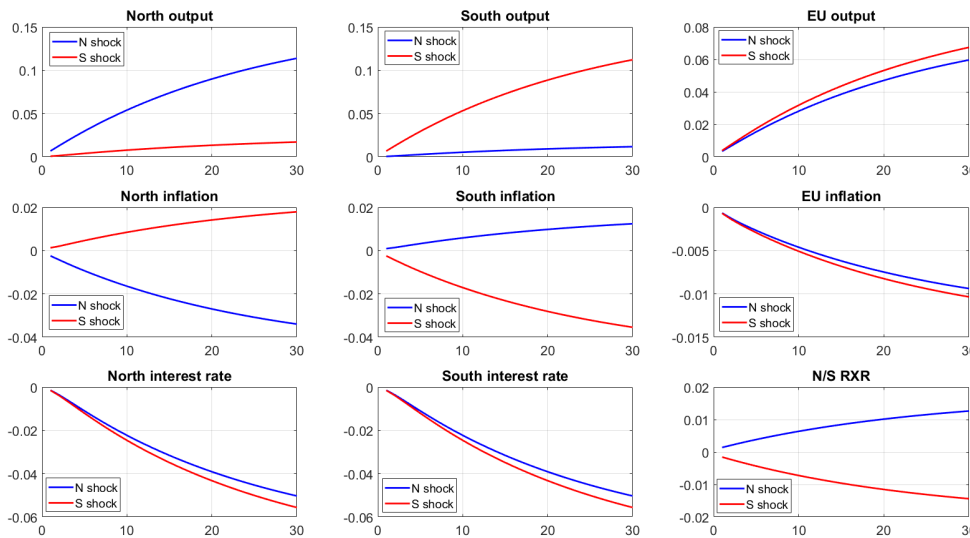 North output
0.15
0.1
0.05
0
N shock
S shock
0
10
20
30
South output
0.15
0.1
0.05
0
N shock
S shock
0
10
20
30
EU output
0.08
0.06
0.04
0.02
0
N shock
S shock
0
10
20
30
North inflation
0.02
0
-0.02
-0.04
N shock
S shock
0
10
20
30
South inflation
0.02
0
-0.02
-0.04
N shock
S shock
0
10
20
30
EU inflation
0
-0.005
-0.01
-0.015
N shock
S shock
0
10
20
30
North interest rate
0
-0.02
-0.04
-0.06
N shock
S shock
0
10
20
30
South interest rate
0
-0.02
-0.04
-0.06
N shock
S shock
0
10
20
30
N/S RXR
0.02
0.01
0
-0.01
-0.02
N shock
S shock
0
10
20
30